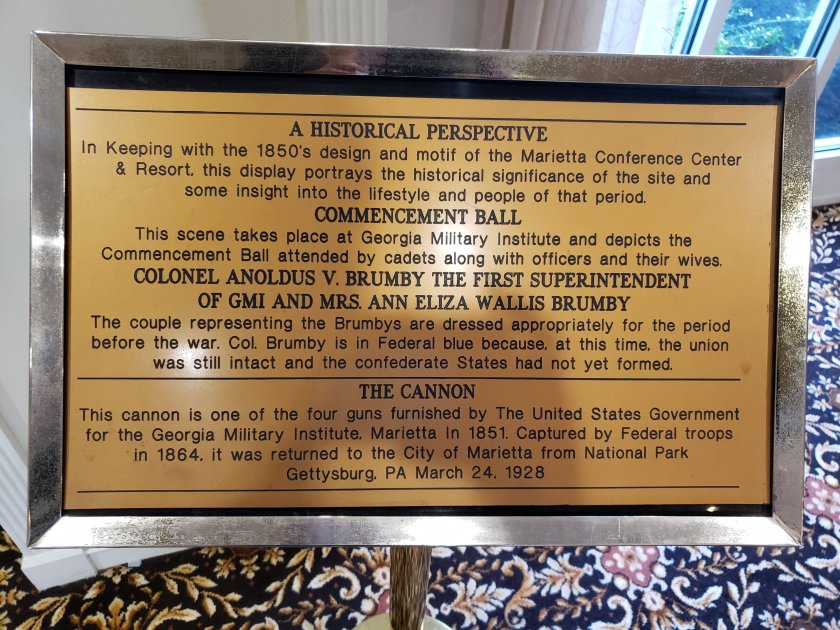 A HISTORICAL PERSPECTIVE
In Keeping with the 1850's design and motif of the Marietta Conference Center
& Resort, this display portrays the historical significance of the site and
some insight into the lifestyle and people of that period.
COMMENCEMENT BALL
This scene takes place at Georgia Military Institute and depicts the
Commencement Ball attended by cadets along with officers and their wives.
COLONEL ANOLDUS V. BRUMBY THE FIRST SUPERINTENDENT
OF GMI AND MRS. ANN ELIZA WALLIS BRUMBY
The couple representing the Brumbys are dressed appropriately for the period
before the war. Col. Brumby is in Federal blue because, at this time, the union
was still intact and the confederate States had not yet formed.
THE CANNON
This cannon is one of the four guns furnished by The United States Government
for the Georgia Military Institute, Marietta In 1851. Captured by Federal troops
in 1864, it was returned to the City of Marietta from National Park
Gettysburg, PA March 24, 1928